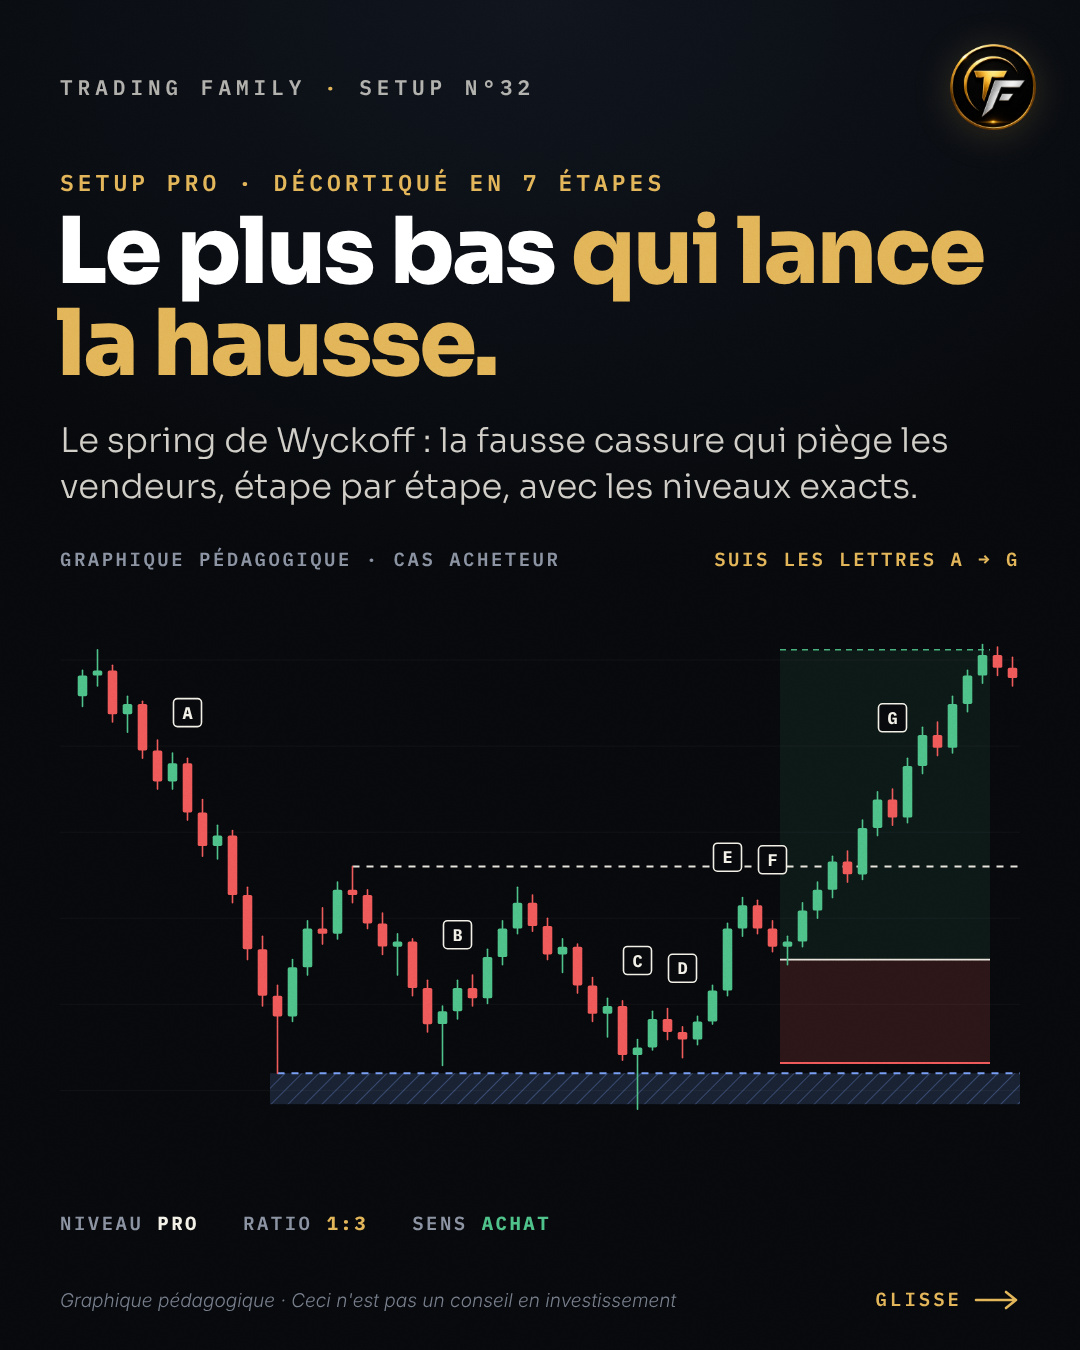 TRADING FAMILY · SETUP N°32
TF
SETUP PRO · DÉCORTIQUÉ EN 7 ÉTAPES
Le plus bas qui lance
la hausse.
Le spring de Wyckoff : la fausse cassure qui piège les
vendeurs, étape par étape, avec les niveaux exacts.
GRAPHIQUE PÉDAGOGIQUE · CAS ACHETEUR
SUIS LES LETTRES A → G
A
B
C
D
E
F
G
NIVEAU PRO RATIO 1:3 SENS ACHAT
Graphique pédagogique · Ceci n'est pas un conseil en investissement
GLISSE →